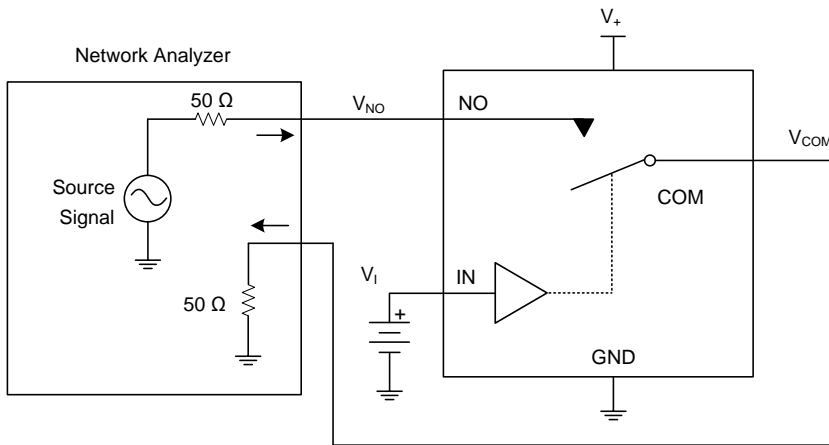 V+
Network Analyzer
50 Ω
VNO
NO
VCOM
Source
Signal
COM
VI
IN
50 Ω
+
GND